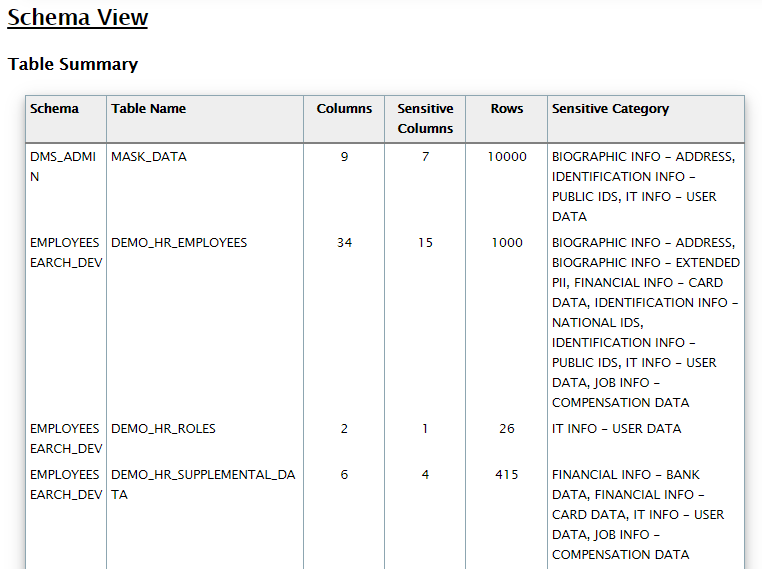 Schema View
Table Summary
Schema Table Name Columns Sensitive Columns Rows Sensitive Category
DMS_ADMIN MASK_DATA 9 7 10000 BIOGRAPHIC INFO – ADDRESS,
IDENTIFICATION INFO –
PUBLIC IDS, IT INFO – USER
DATA
EMPLOYEESEARCH_DEV DEMO_HR_EMPLOYEES 34 15 1000 BIOGRAPHIC INFO – ADDRESS,
BIOGRAPHIC INFO – EXTENDED
PII, FINANCIAL INFO – CARD
DATA, IDENTIFICATION INFO –
NATIONAL IDS,
IDENTIFICATION INFO –
PUBLIC IDS, IT INFO – USER
DATA, JOB INFO –
COMPENSATION DATA
EMPLOYEESEARCH_DEV DEMO_HR_ROLES 2 1 26 IT INFO – USER DATA
EMPLOYEESEARCH_DEV DEMO_HR_SUPPLEMENTAL_DATA 6 4 415 FINANCIAL INFO – BANK
DATA, FINANCIAL INFO –
CARD DATA, IT INFO – USER
DATA, JOB INFO –
COMPENSATION DATA